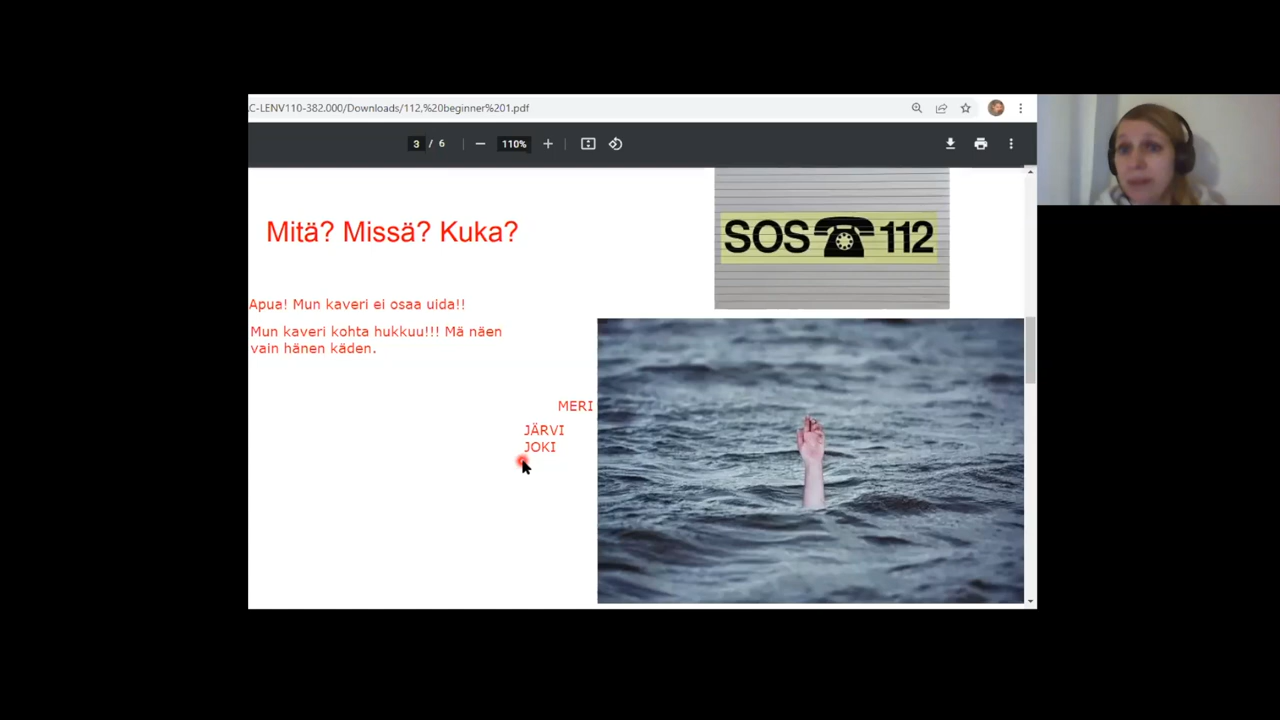 C-LENV110-382.000/Downloads/112,%20beginner%201.pdf
3 / 6
110%
Mitä? Missä? Kuka?
SOS 112
Apua! Mun kaveri ei osaa uida!!
Mun kaveri kohta hukkuu!!! Mä näen
vain hänen käden.
MERI
JÄRVI
JOKI